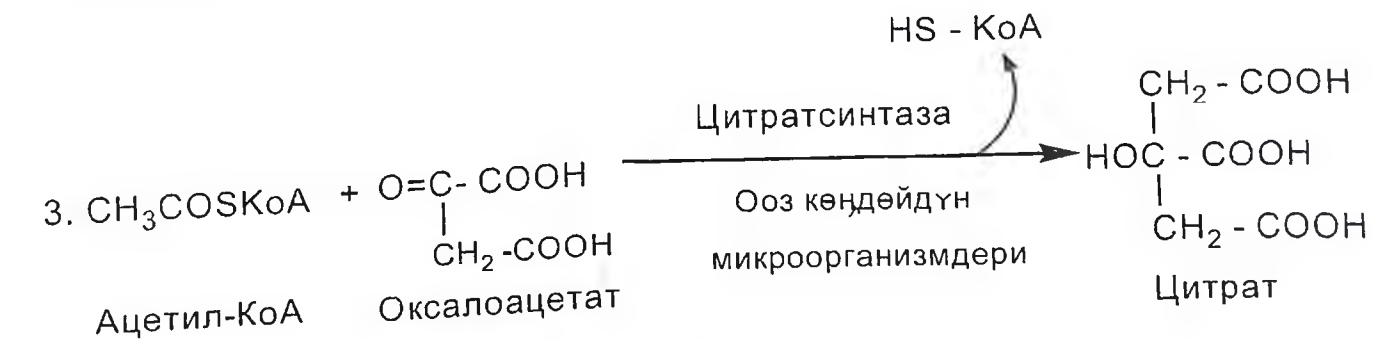 HS - КоА
Цитратсинтаза
CH₂ - COOH
HOC - COOH
CH₂ - COOH
Цитрат
3. CH₃COSKoA + O=C- COOH
CH₂ -COOH
Ооз көңдөйдүн
микроорганизмдери
Ацетил-КоА Оксалоацетат